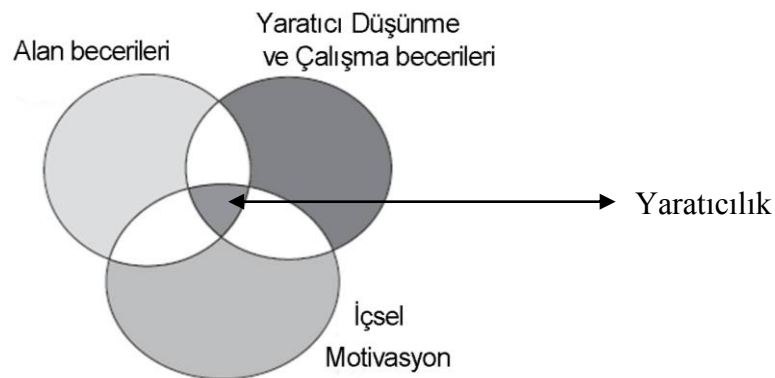 Yaratıcı Düşünme
ve Çalışma becerileri
Alan becerileri
Yaratıcılık
İçsel
Motivasyon